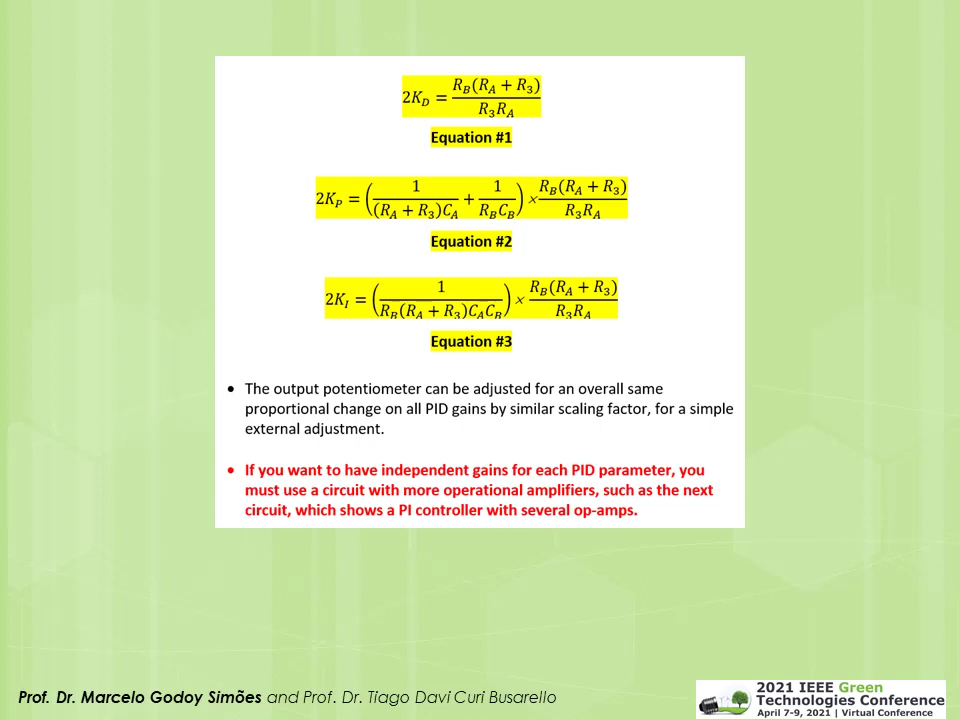 2K_D = R_B(R_A + R_3) / R_3R_A
Equation #1
2K_P = (1 / (R_A + R_3)C_A + 1 / R_BC_B) × R_B(R_A + R_3) / R_3R_A
Equation #2
2K_I = (1 / R_B(R_A + R_3)C_AC_B) × R_B(R_A + R_3) / R_3R_A
Equation #3
• The output potentiometer can be adjusted for an overall same
proportional change on all PID gains by similar scaling factor, for a simple
external adjustment.
• If you want to have independent gains for each PID parameter, you
must use a circuit with more operational amplifiers, such as the next
circuit, which shows a PI controller with several op-amps.
Prof. Dr. Marcelo Godoy Simões and Prof. Dr. Tiago Davi Curi Busarello
2021 IEEE Green
Technologies Conference
April 7-9, 2021 | Virtual Conference